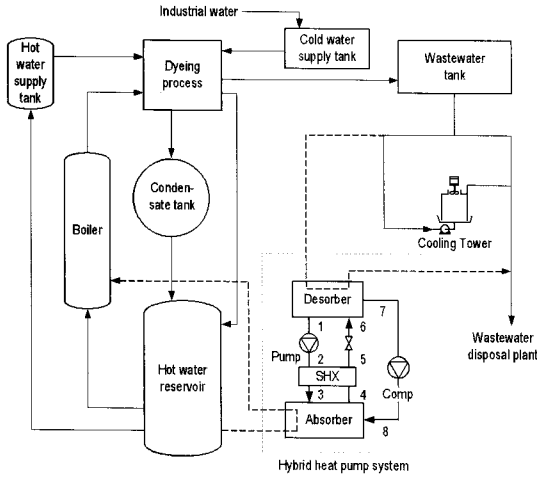 Industrial water
Hot
water
supply
tank
Dyeing
process
Cold water
supply tank
Wastewater
tank
Conden-
sate tank
Boiler
Cooling Tower
Desorber
7
1
6
Pump
2
5
Wastewater
disposal plant
SHX
Hot water
reservoir
3
4
Comp
Absorber
8
Hybrid heat pump system